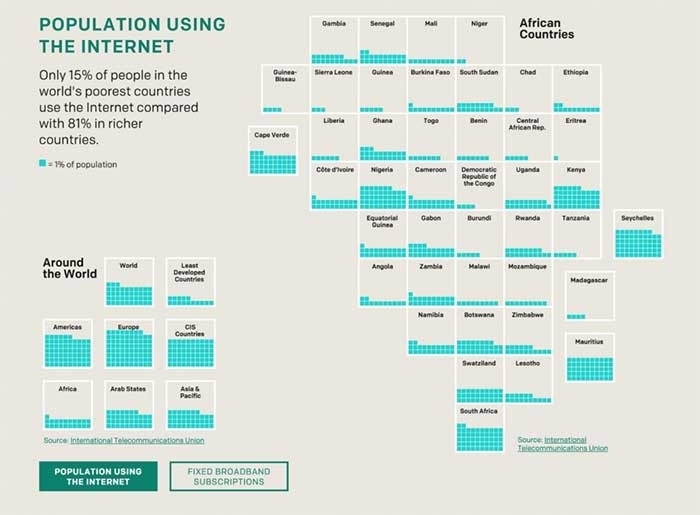 POPULATION USING
THE INTERNET
Only 15% of people in the
world's poorest countries
use the Internet compared
with 81% in richer
countries.
= 1% of population
African
Countries
Gambia
Senegal
Mali
Niger
Guinea-
Bissau
Sierra Leone
Guinea
Burkina Faso
South Sudan
Chad
Ethiopia
Cape Verde
Liberia
Ghana
Togo
Benin
Central
African Rep.
Eritrea
Côte d'Ivoire
Nigeria
Cameroon
Democratic
Republic of
the Congo
Uganda
Kenya
Equatorial
Guinea
Gabon
Burundi
Rwanda
Tanzania
Seychelles
Angola
Zambia
Malawi
Mozambique
Madagascar
Namibia
Botswana
Zimbabwe
Mauritius
Swatziland
Lesotho
South Africa
Around
the World
World
Least
Developed
Countries
Americas
Europe
CIS
Countries
Africa
Arab States
Asia &
Pacific
Source: International Telecommunications Union
Source: International
Telecommunications Union
POPULATION USING
THE INTERNET
FIXED BROADBAND
SUBSCRIPTIONS